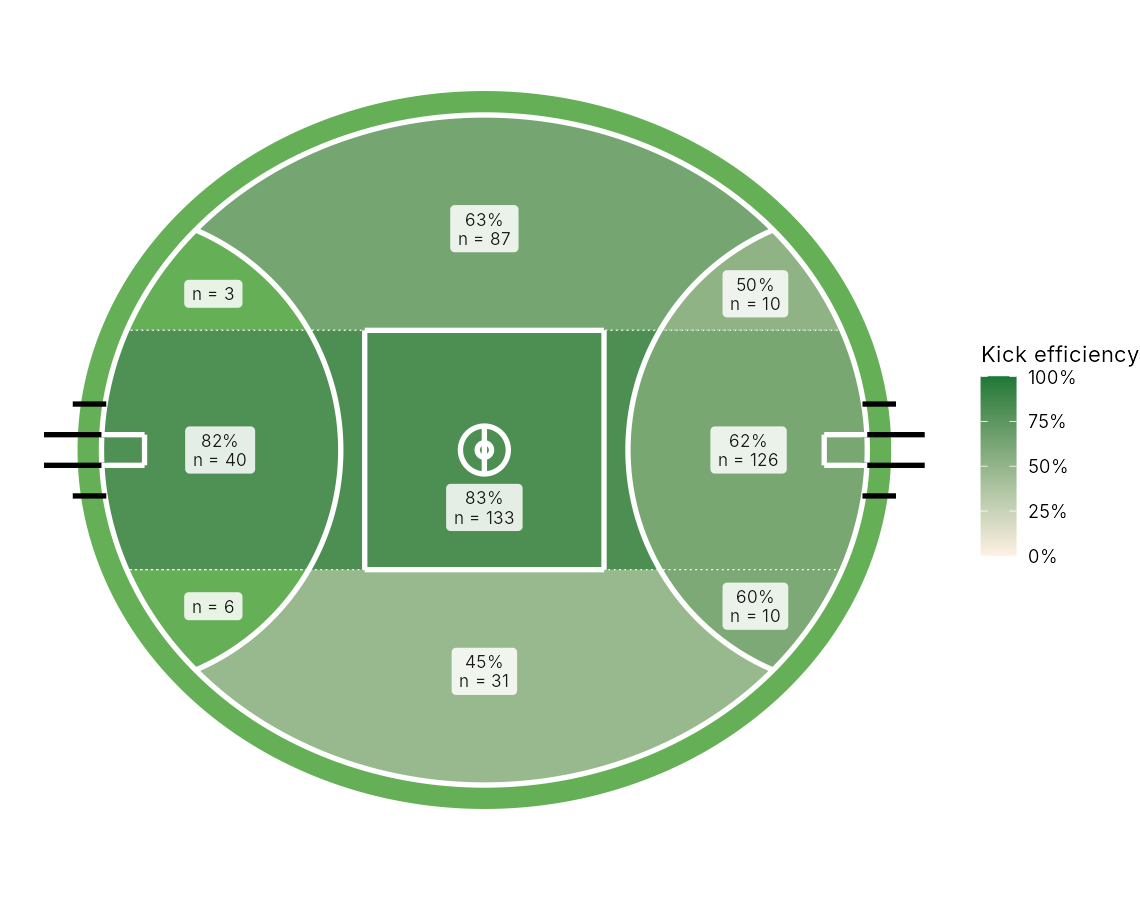 63%
n = 87
n = 3
50%
n = 10
82%
n = 40
83%
n = 133
62%
n = 126
n = 6
60%
n = 10
45%
n = 31
Kick efficiency
100%
75%
50%
25%
0%